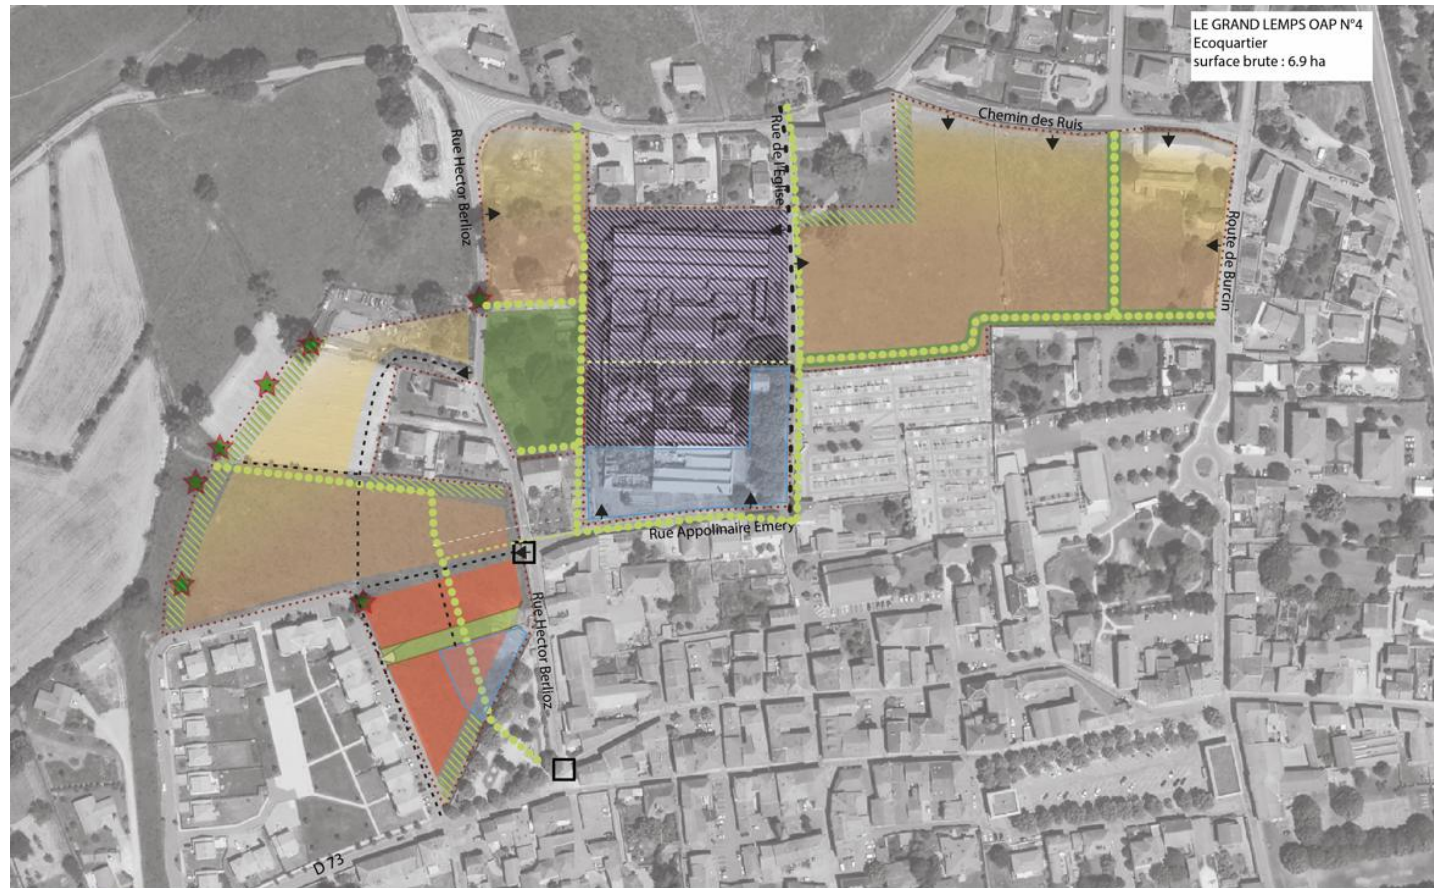 LE GRAND LEMPS OAP N°4
Ecoquartier
surface brute : 6.9 ha
Chemin des Ruis
Rue Hector Berlioz
Rue de l'Eglise
Route de Burcin
Rue Appolinaire Emery
Rue Hector Berlioz
D 73